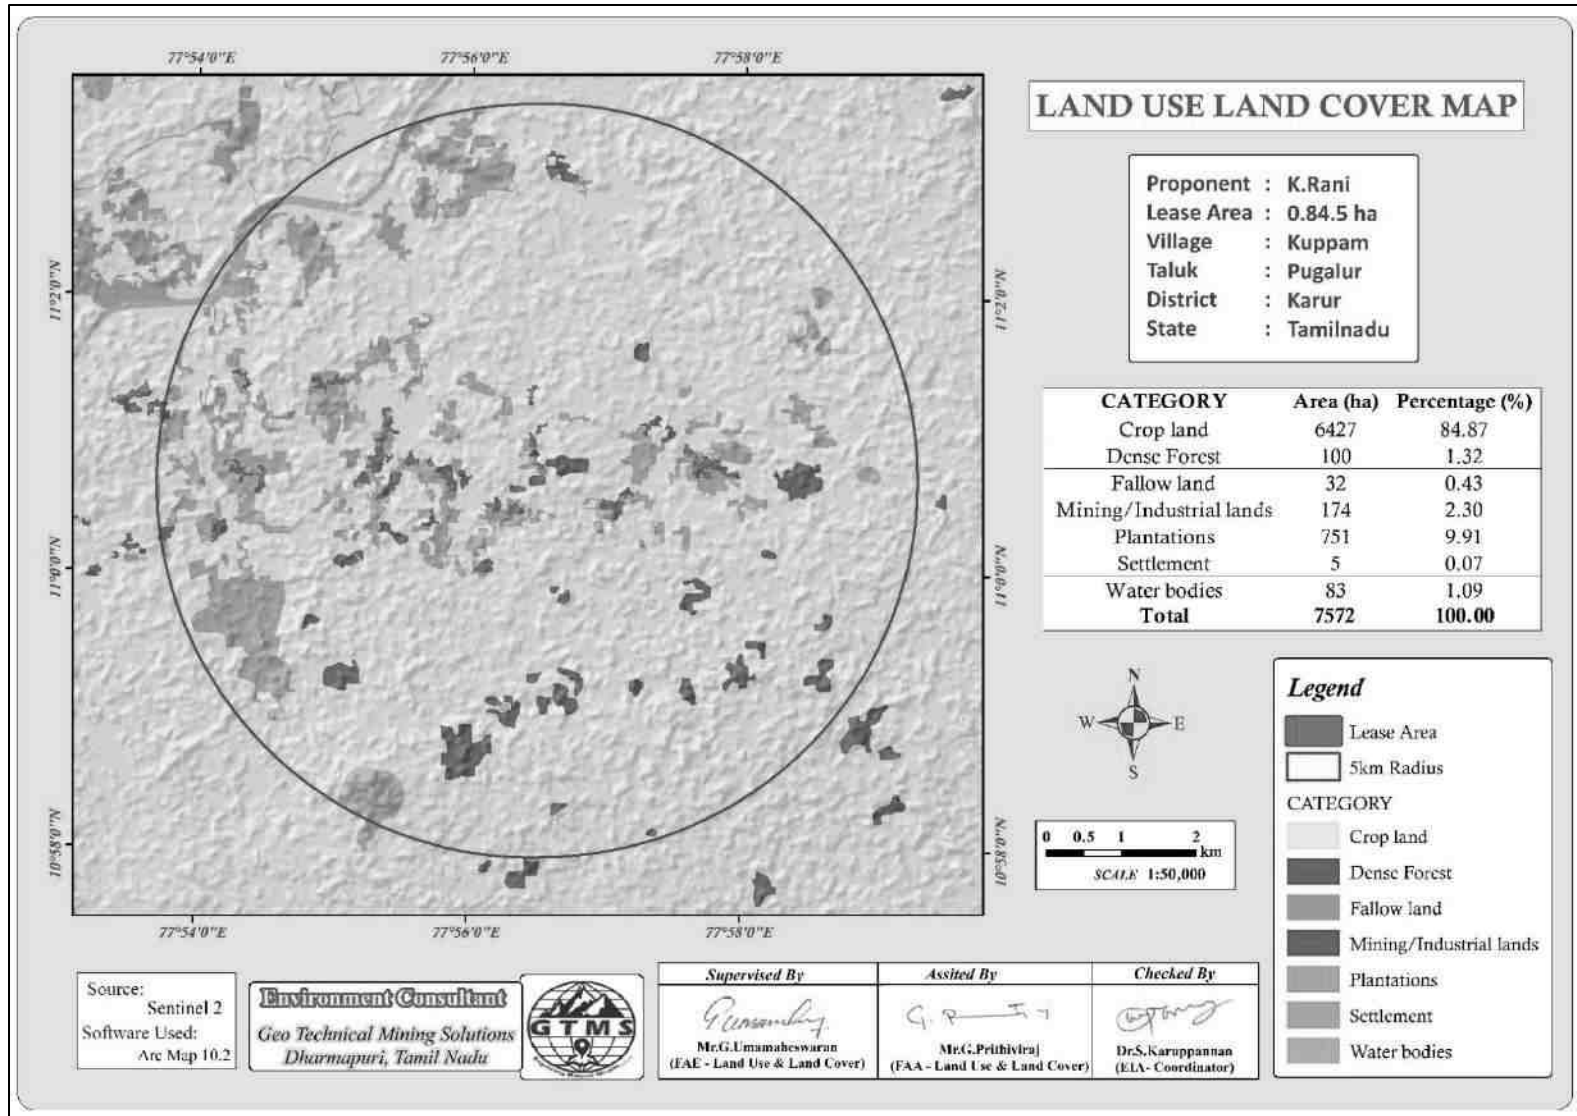 77°54'0"E 77°56'0"E 77°58'0"E
11°2'0"N
11°0'0"N
10°58'0"N
11°2'0"N
11°0'0"N
10°58'0"N
77°54'0"E 77°56'0"E 77°58'0"E
LAND USE LAND COVER MAP
Proponent : K.Rani
Lease Area : 0.84.5 ha
Village : Kuppam
Taluk : Pugalur
District : Karur
State : Tamilnadu
CATEGORY Area (ha) Percentage (%)
Crop land 6427 84.87
Dense Forest 100 1.32
Fallow land 32 0.43
Mining/Industrial lands 174 2.30
Plantations 751 9.91
Settlement 5 0.07
Water bodies 83 1.09
Total 7572 100.00
N
W E
S
0 0.5 1 2
km
SCALE 1:50,000
Legend
Lease Area
5km Radius
CATEGORY
Crop land
Dense Forest
Fallow land
Mining/Industrial lands
Plantations
Settlement
Water bodies
Source:
Sentinel 2
Software Used:
Arc Map 10.2
Environment Consultant
Geo Technical Mining Solutions
Dharmapuri, Tamil Nadu
GTMS
Supervised By
Mr.G.Umamaheswaran
(FAE - Land Use & Land Cover)
Assited By
Mr.G.Prithiviraj
(FAA - Land Use & Land Cover)
Checked By
Dr.S.Karuppannan
(EIA- Coordinator)